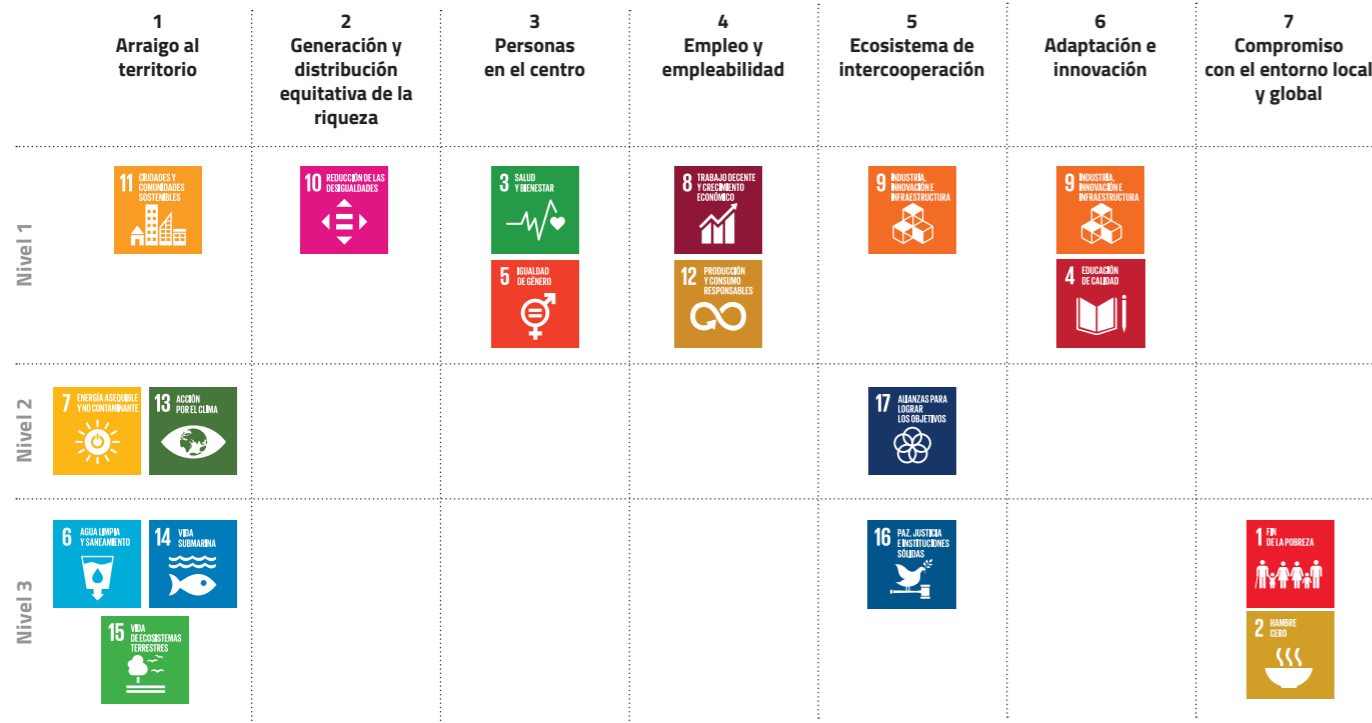 1
Arraigo al
territorio
2
Generación y
distribución
equitativa de la
riqueza
3
Personas
en el centro
4
Empleo y
empleabilidad
5
Ecosistema de
intercooperación
6
Adaptación e
innovación
7
Compromiso
con el entorno local
y global
Nivel 1
11 CIUDADES Y
COMUNIDADES
SOSTENIBLES
10 REDUCCIÓN DE LAS
DESIGUALDADES
3 SALUD
Y BIENESTAR
5 IGUALDAD
DE GÉNERO
8 TRABAJO DECENTE
Y CRECIMIENTO
ECONÓMICO
12 PRODUCCIÓN
Y CONSUMO
RESPONSABLES
9 INDUSTRIA,
INNOVACIÓN E
INFRAESTRUCTURA
9 INDUSTRIA,
INNOVACIÓN E
INFRAESTRUCTURA
4 EDUCACIÓN
DE CALIDAD
Nivel 2
7 ENERGÍA ASEQUIBLE
Y NO CONTAMINANTE
13 ACCIÓN
POR EL CLIMA
17 ALIANZAS PARA
LOGRAR
LOS OBJETIVOS
Nivel 3
6 AGUA LIMPIA
Y SANEAMIENTO
14 VIDA
SUBMARINA
15 VIDA
DE ECOSISTEMAS
TERRESTRES
16 PAZ, JUSTICIA
E INSTITUCIONES
SÓLIDAS
1 FIN
DE LA POBREZA
2 HAMBRE
CERO